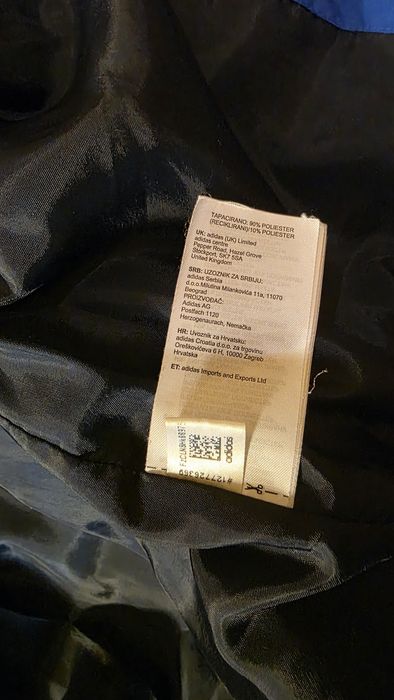 TAPACIRANO: 90% POLIESTER
(RECIKLIRANI)/10% POLIESTER
UK: adidas (UK) Limited
adidas centre
Pepper Road, Hazel Grove
Stockport, SK7 5SA
United Kingdom
SRB: UZOZNIK ZA SRBIJU:
adidas Serbia
d.o.o.Milutina Milankovića 11a, 11070
Beograd
PROIZVOĐAČ:
Adidas AG
Postfach 1120
Herzogenaurach, Nemačka
HR: Uvoznik za Hrvatsku:
adidas Croatia d.o.o. za trgovinu
Oreškovićeva 6 H, 10000 Zagreb
Hrvatska
ET: adidas Imports and Exports Ltd
adidas